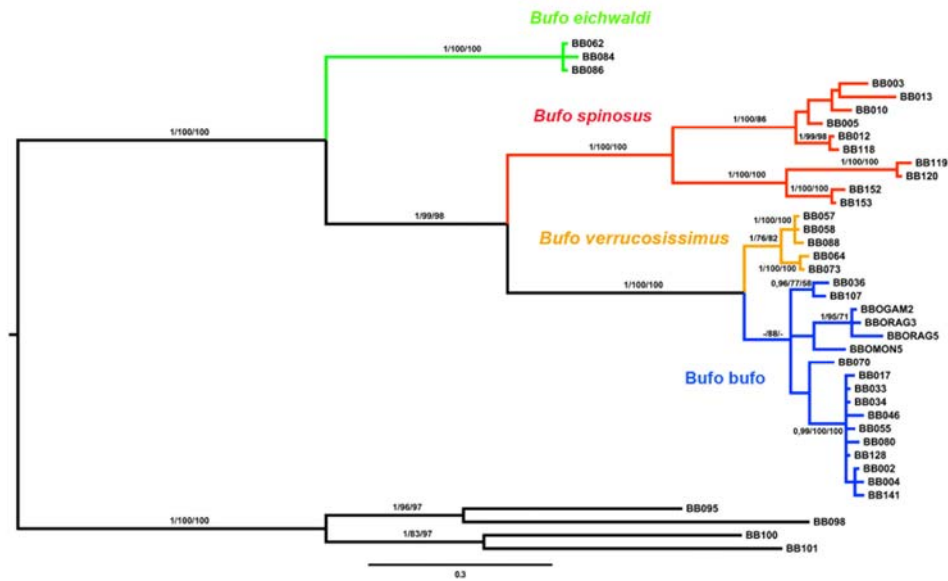 Bufo eichwaldi
BB062
1/100/100
BB084
BB086
BB003
BB013
Bufo spinosus
1/100/86
BB010
BB005
1/100/100
1/99/98
BB012
1/100/100
BB118
1/100/100
BB119
1/100/100
BB120
1/100/100
BB152
BB153
1/99/98
1/100/100
BB057
BB058
Bufo verrucosissimus
1/76/82
BB088
BB064
1/100/100
BB073
1/100/100
0,96/77/58
BB036
BB107
BBOGAM2
1/95/71
BBORAG3
-/88/-
BBORAG5
BBOMON5
BB070
Bufo bufo
BB017
BB033
BB034
BB046
0,99/100/100
BB055
BB080
BB128
BB002
BB004
BB141
1/96/97
BB095
1/100/100
BB098
1/83/97
BB100
BB101
0.3